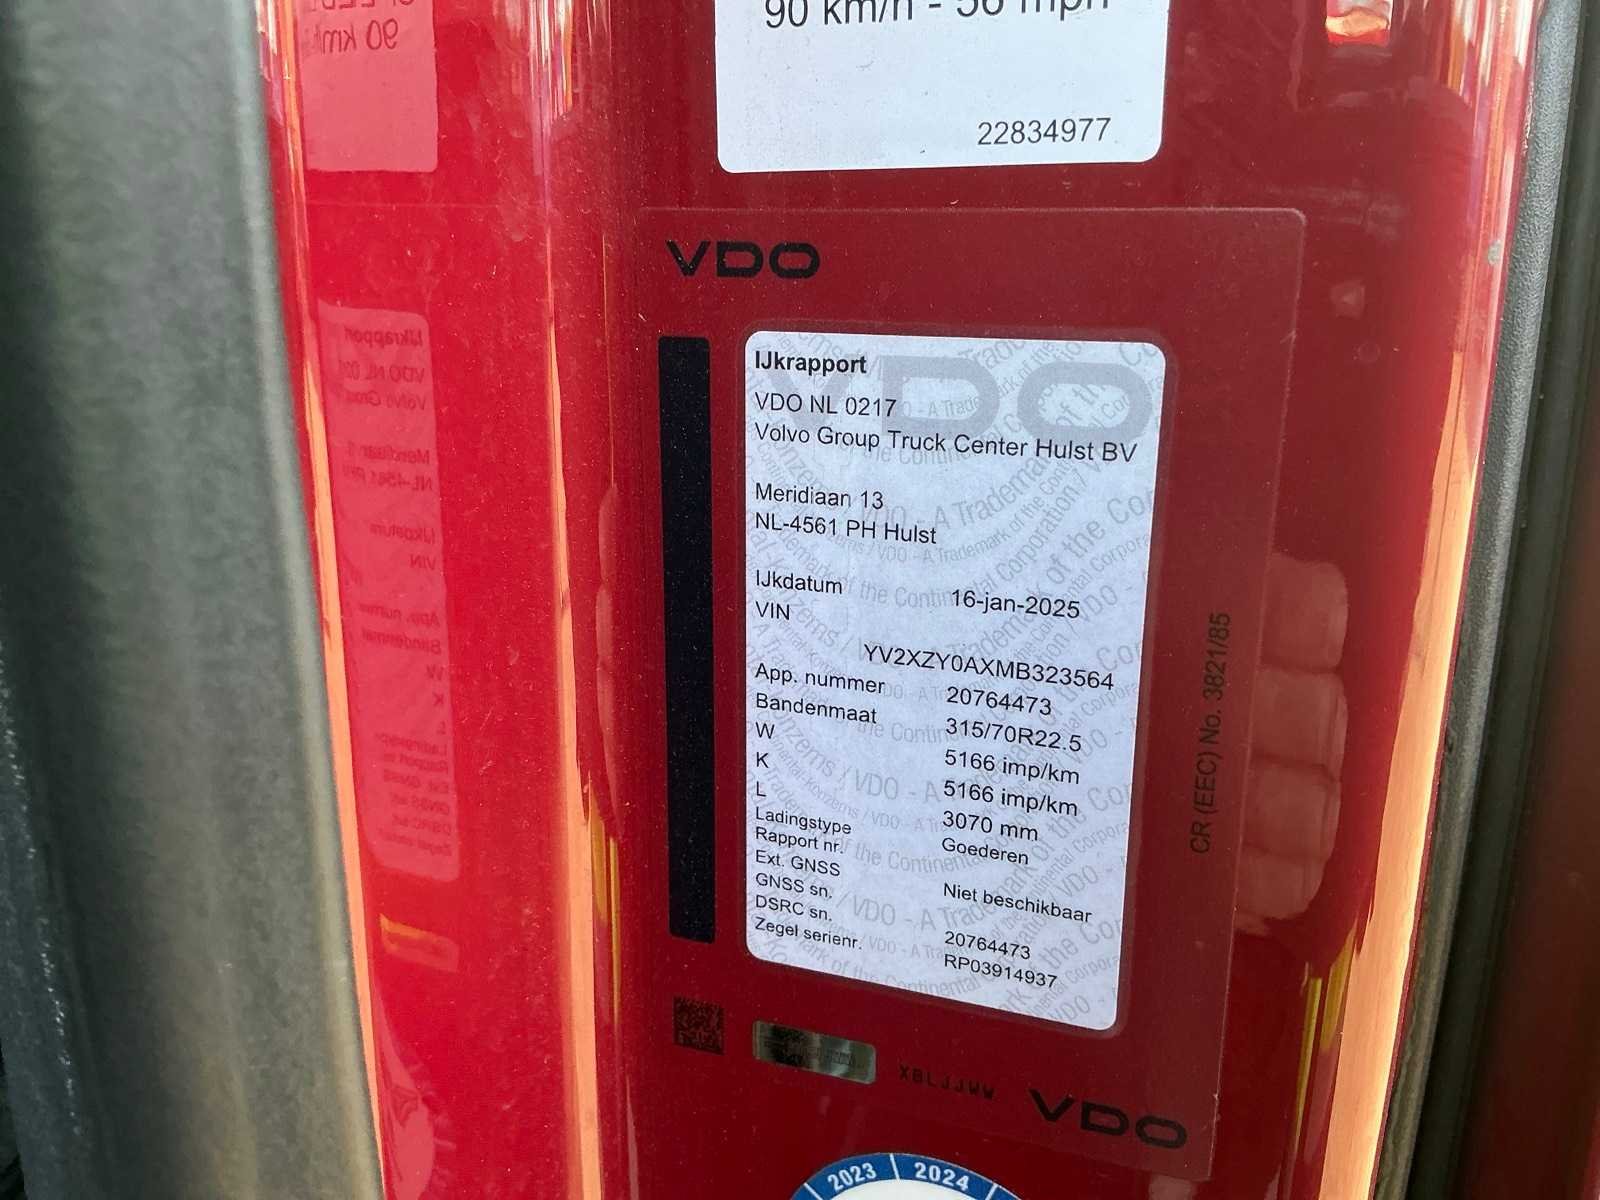 90 km/h - 56 mph
22834977
VDO
IJkrapport
VDO NL 0217
Volvo Group Truck Center Hulst BV
Meridiaan 13
NL-4561 PH Hulst
IJkdatum 16-jan-2025
VIN
YV2XZY0AXMB323564
App. nummer 20764473
Bandenmaat 315/70R22.5
W 5166 imp/km
K 5166 imp/km
L 3070 mm
Ladingstype Goederen
Rapport nr.
Ext. GNSS Niet beschikbaar
GNSS sn.
DSRC sn. 20764473
Zegel serienr. RP03914937
CR (EEC) No. 3821/85
XBLJJWW
VDO
2023 2024